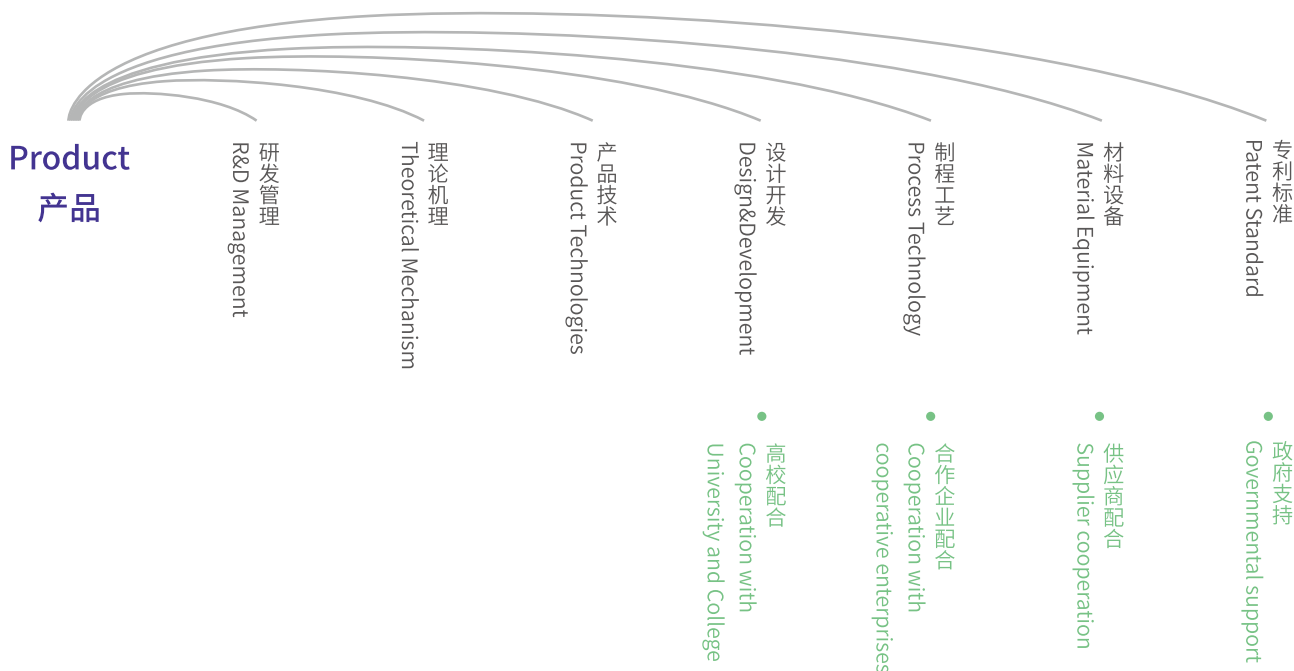 Product
产品
研发管理
R&D Management
理论机理
Theoretical Mechanism
产品技术
Product Technologies
设计开发
Design&Development
制程工艺
Process Technology
材料设备
Material Equipment
专利标准
Patent Standard
高校配合
Cooperation with
University and College
合作企业配合
Cooperation with
cooperative enterprises
供应商配合
Supplier cooperation
政府支持
Governmental support